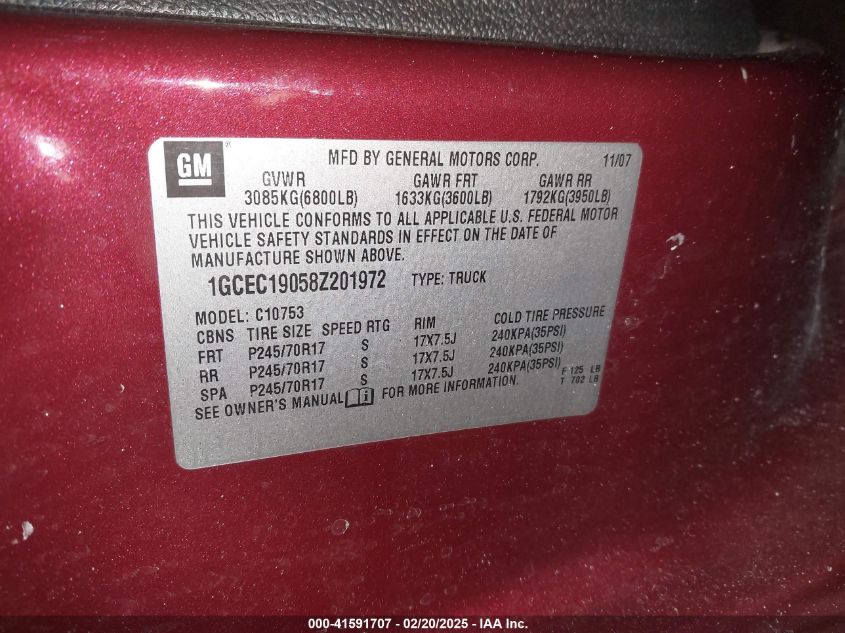 GM ® MFD BY GENERAL MOTORS CORP. 11/07
GVWR GAWR FRT GAWR RR
3085KG(6800LB) 1633KG(3600LB) 1792KG(3950LB)
THIS VEHICLE CONFORMS TO ALL APPLICABLE U.S. FEDERAL MOTOR
VEHICLE SAFETY STANDARDS IN EFFECT ON THE DATE OF
MANUFACTURE SHOWN ABOVE.
1GCEC19058Z201972 TYPE: TRUCK
MODEL: C10753
CBNS TIRE SIZE SPEED RTG RIM COLD TIRE PRESSURE
FRT P245/70R17 S 17X7.5J 240KPA(35PSI)
RR P245/70R17 S 17X7.5J 240KPA(35PSI)
SPA P245/70R17 S 17X7.5J 240KPA(35PSI)
SEE OWNER'S MANUAL i FOR MORE INFORMATION.
F 125 LB
T 702 LB
000-41591707 - 02/20/2025 - IAA Inc.